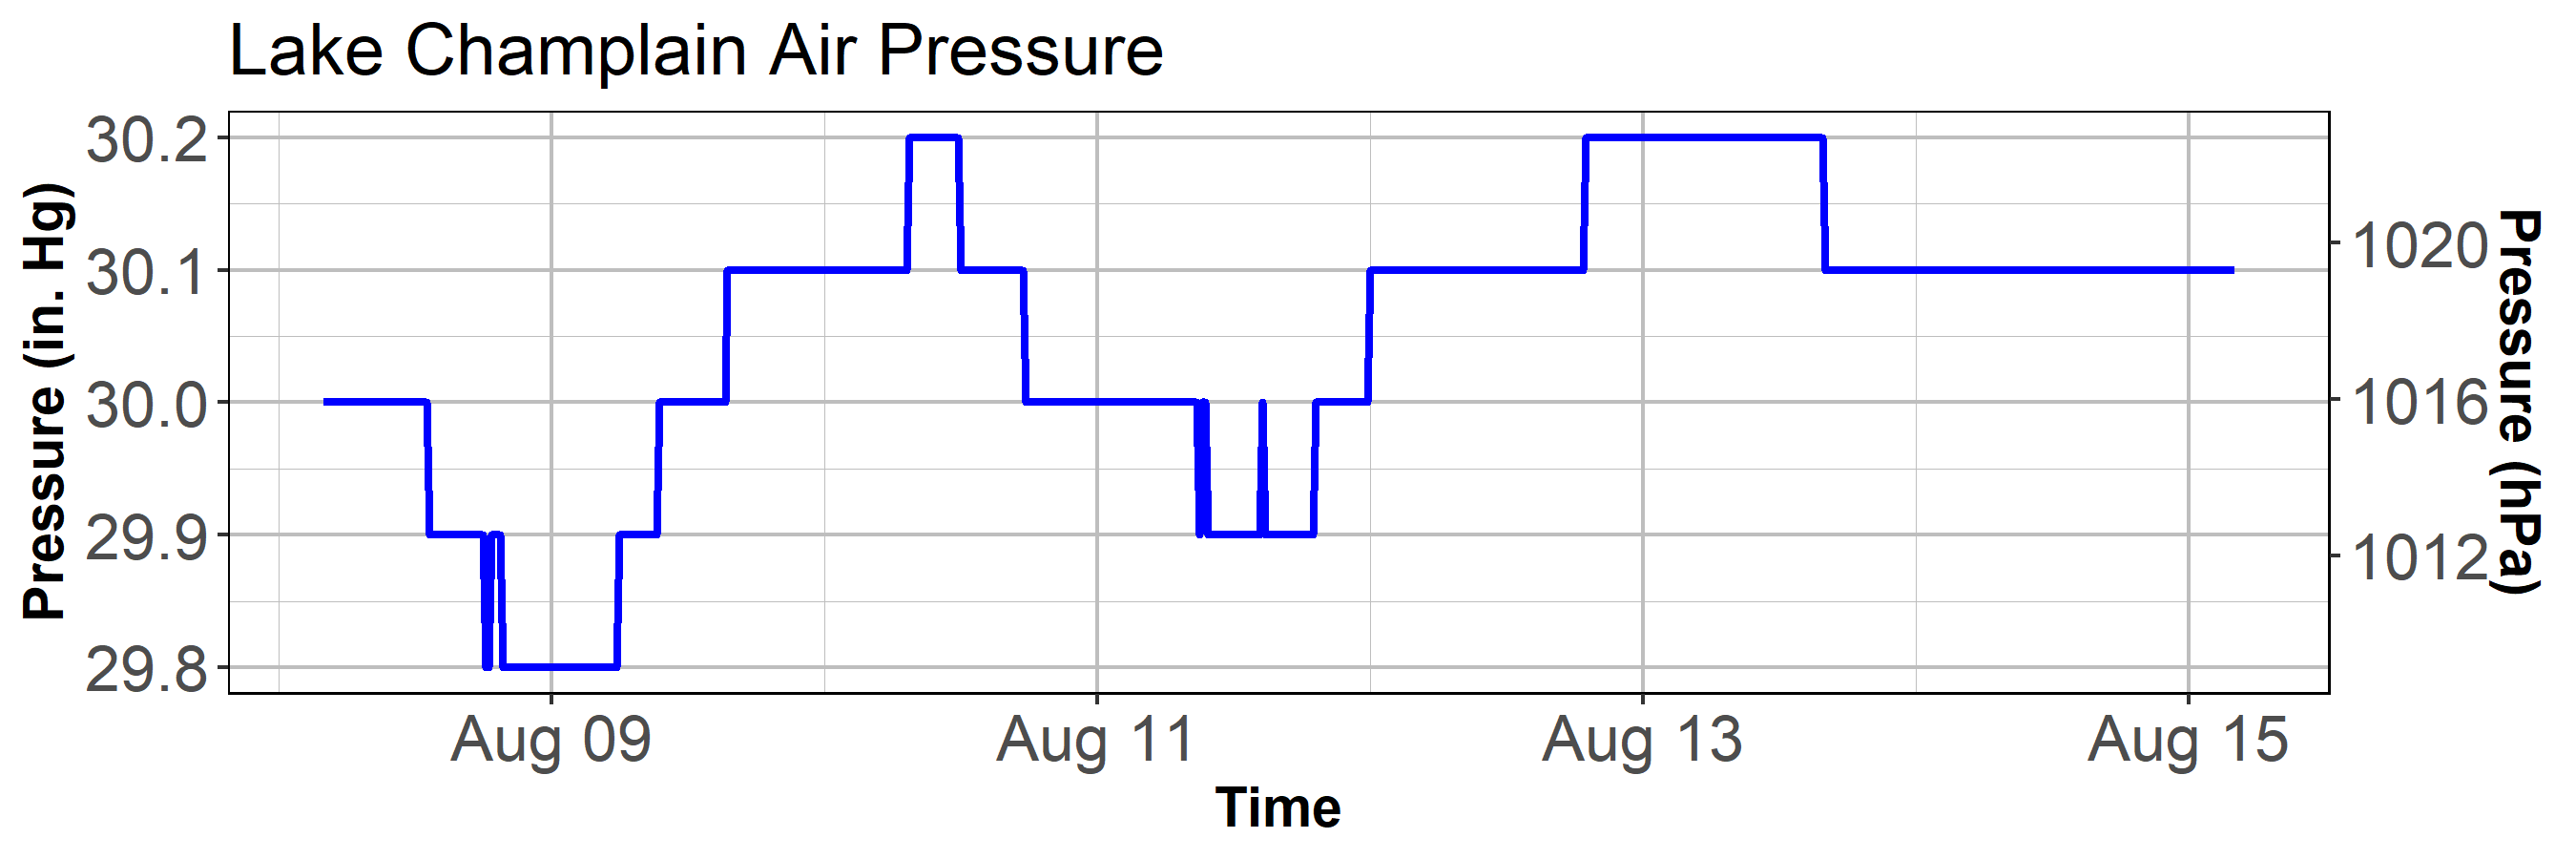 Lake Champlain Air Pressure
Pressure (in. Hg)
30.2
30.1
30.0
29.9
29.8
1020
1016
1012
Pressure (hPa)
Aug 09
Aug 11
Aug 13
Aug 15
Time